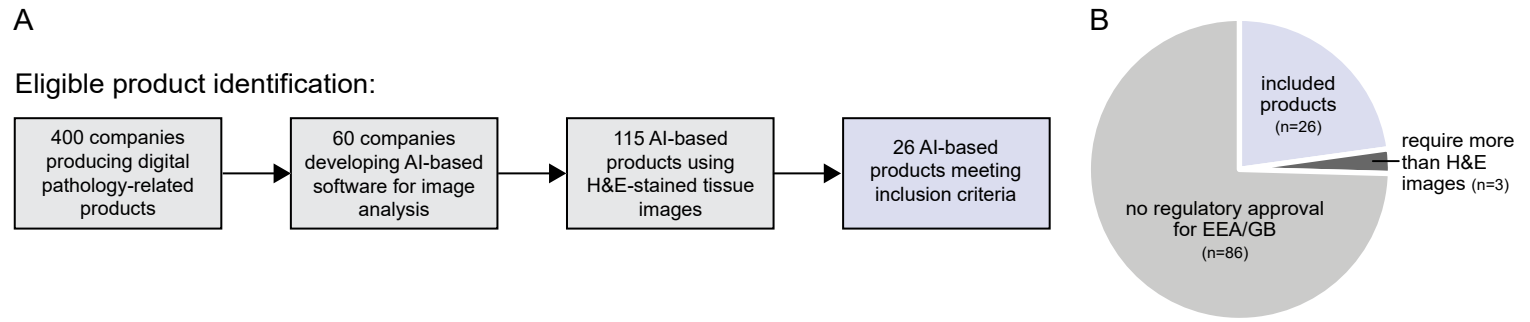 A
Eligible product identification:
400 companies
producing digital
pathology-related
products
60 companies
developing AI-based
software for image
analysis
115 AI-based
products using
H&E-stained tissue
images
26 AI-based
products meeting
inclusion criteria
B
included
products
(n=26)
require more
than H&E
images (n=3)
no regulatory approval
for EEA/GB
(n=86)